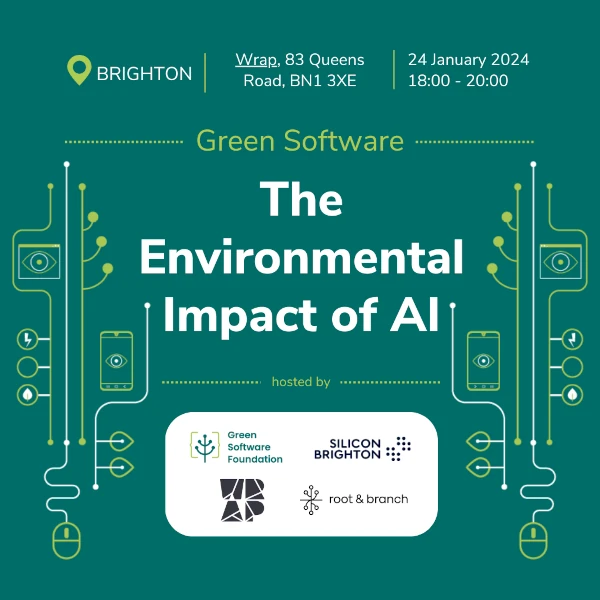 BRIGHTON
Wrap, 83 Queens
Road, BN1 3XE
24 January 2024
18:00 - 20:00
Green Software
The
Environmental
Impact of AI
hosted by
Green
Software
Foundation
SILICON
BRIGHTON
WRAP
root & branch